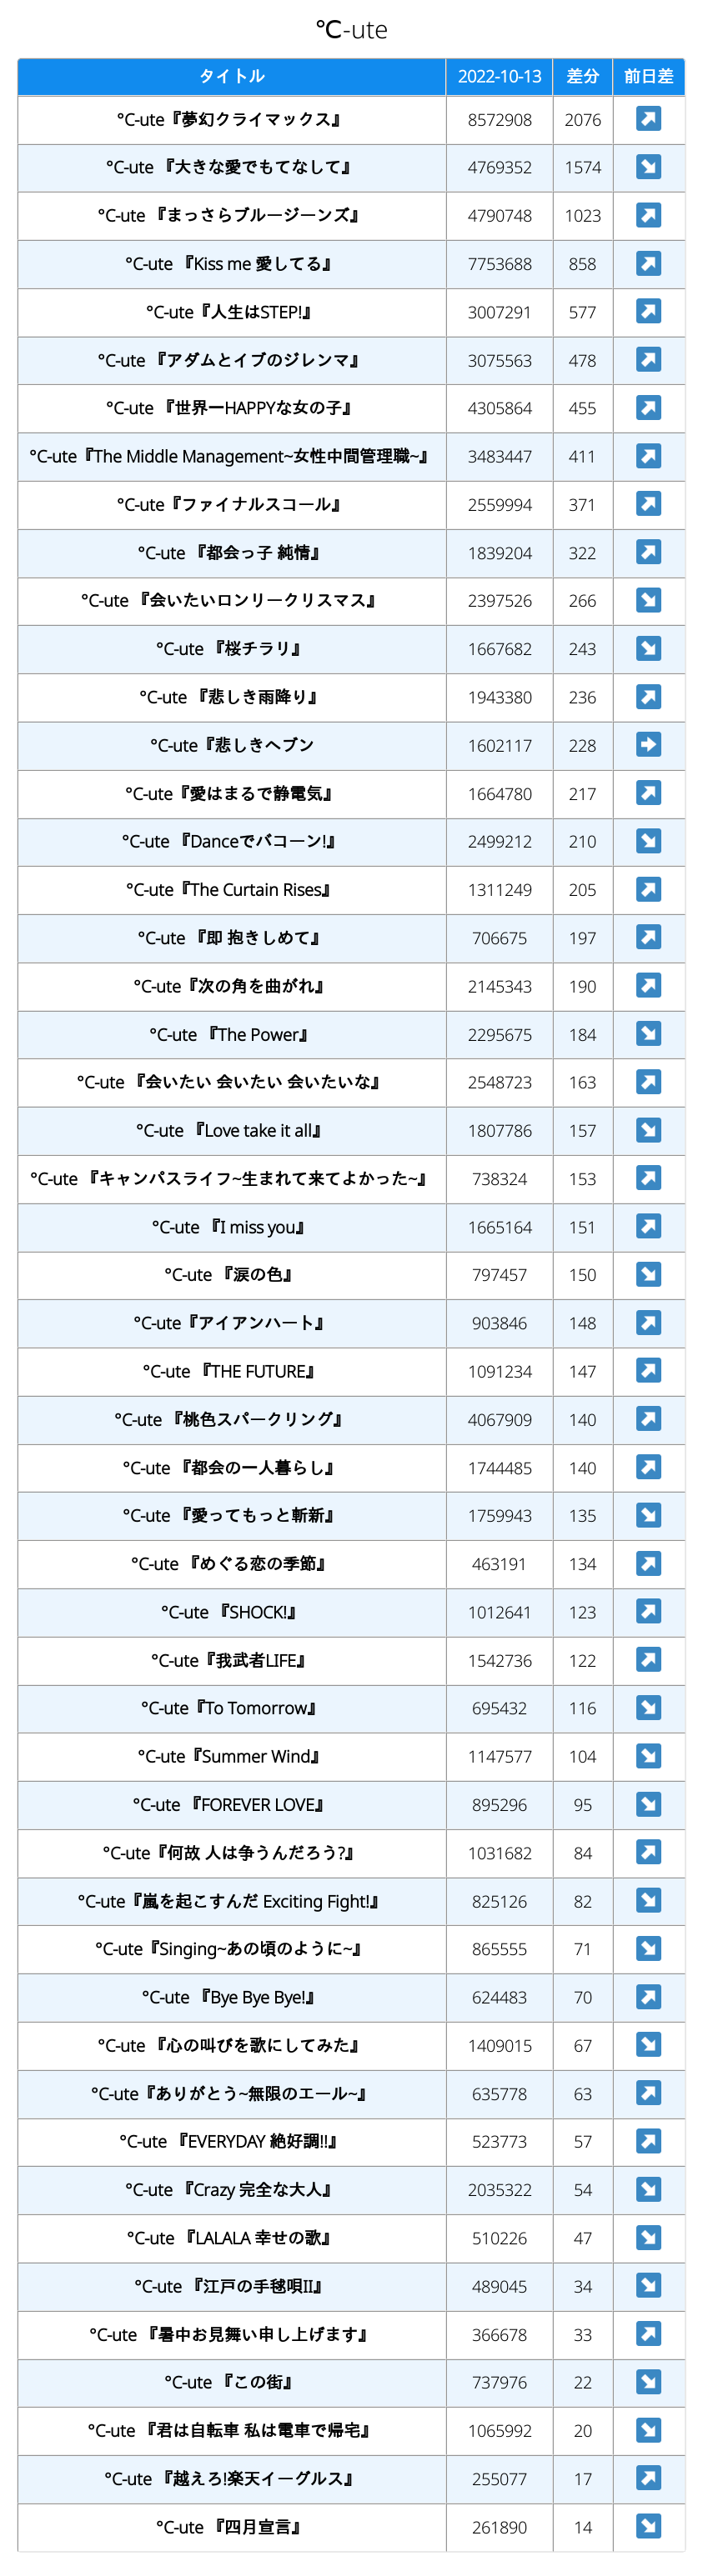 ℃-ute
タイトル 2022-10-13 差分 前日差
°C-ute『夢幻クライマックス』 8572908 2076 ↗
°C-ute 『大きな愛でもてなして』 4769352 1574 ↘
°C-ute 『まっさらブルージーンズ』 4790748 1023 ↗
°C-ute 『Kiss me 愛してる』 7753688 858 ↗
°C-ute『人生はSTEP!』 3007291 577 ↗
°C-ute 『アダムとイブのジレンマ』 3075563 478 ↗
°C-ute 『世界一HAPPYな女の子』 4305864 455 ↗
°C-ute『The Middle Management~女性中間管理職~』 3483447 411 ↗
°C-ute『ファイナルスコール』 2559994 371 ↗
°C-ute 『都会っ子 純情』 1839204 322 ↗
°C-ute 『会いたいロンリークリスマス』 2397526 266 ↘
°C-ute 『桜チラリ』 1667682 243 ↘
°C-ute 『悲しき雨降り』 1943380 236 ↗
°C-ute『悲しきヘブン 1602117 228 ➡
°C-ute『愛はまるで静電気』 1664780 217 ↗
°C-ute 『Danceでバコーン!』 2499212 210 ↘
°C-ute『The Curtain Rises』 1311249 205 ↗
°C-ute 『即 抱きしめて』 706675 197 ↗
°C-ute『次の角を曲がれ』 2145343 190 ↗
°C-ute 『The Power』 2295675 184 ↘
°C-ute 『会いたい 会いたい 会いたいな』 2548723 163 ↗
°C-ute 『Love take it all』 1807786 157 ↘
°C-ute 『キャンパスライフ~生まれて来てよかった~』 738324 153 ↗
°C-ute 『I miss you』 1665164 151 ↗
°C-ute 『涙の色』 797457 150 ↘
°C-ute『アイアンハート』 903846 148 ↗
°C-ute 『THE FUTURE』 1091234 147 ↗
°C-ute 『桃色スパークリング』 4067909 140 ↗
°C-ute 『都会の一人暮らし』 1744485 140 ↗
°C-ute 『愛ってもっと斬新』 1759943 135 ↘
°C-ute 『めぐる恋の季節』 463191 134 ↗
°C-ute 『SHOCK!』 1012641 123 ↗
°C-ute『我武者LIFE』 1542736 122 ↗
°C-ute『To Tomorrow』 695432 116 ↘
°C-ute『Summer Wind』 1147577 104 ↘
°C-ute 『FOREVER LOVE』 895296 95 ↘
°C-ute『何故 人は争うんだろう?』 1031682 84 ↗
°C-ute『嵐を起こすんだ Exciting Fight!』 825126 82 ↘
°C-ute『Singing~あの頃のように~』 865555 71 ↘
°C-ute 『Bye Bye Bye!』 624483 70 ↗
°C-ute 『心の叫びを歌にしてみた』 1409015 67 ↘
°C-ute『ありがとう~無限のエール~』 635778 63 ↗
°C-ute 『EVERYDAY 絶好調!!』 523773 57 ↗
°C-ute 『Crazy 完全な大人』 2035322 54 ↘
°C-ute 『LALALA 幸せの歌』 510226 47 ↘
°C-ute 『江戸の手毬唄II』 489045 34 ↘
°C-ute 『暑中お見舞い申し上げます』 366678 33 ↗
°C-ute 『この街』 737976 22 ↘
°C-ute 『君は自転車 私は電車で帰宅』 1065992 20 ↘
°C-ute 『越えろ!楽天イーグルス』 255077 17 ↗
°C-ute 『四月宣言』 261890 14 ↘